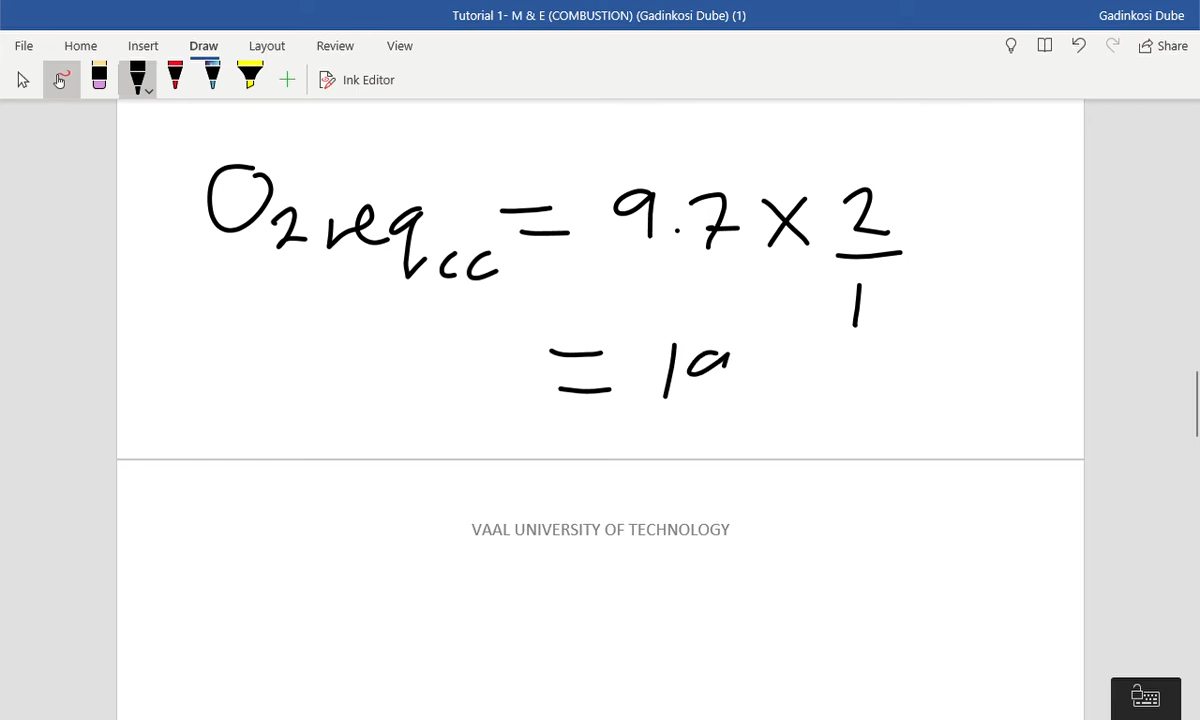 Tutorial 1- M & E (COMBUSTION) (Gadinkosi Dube) (1)
Gadinkosi Dube
File Home Insert Draw Layout Review View
Share
Ink Editor
O₂ req cc = 9.7 × 2/1
= 19
VAAL UNIVERSITY OF TECHNOLOGY